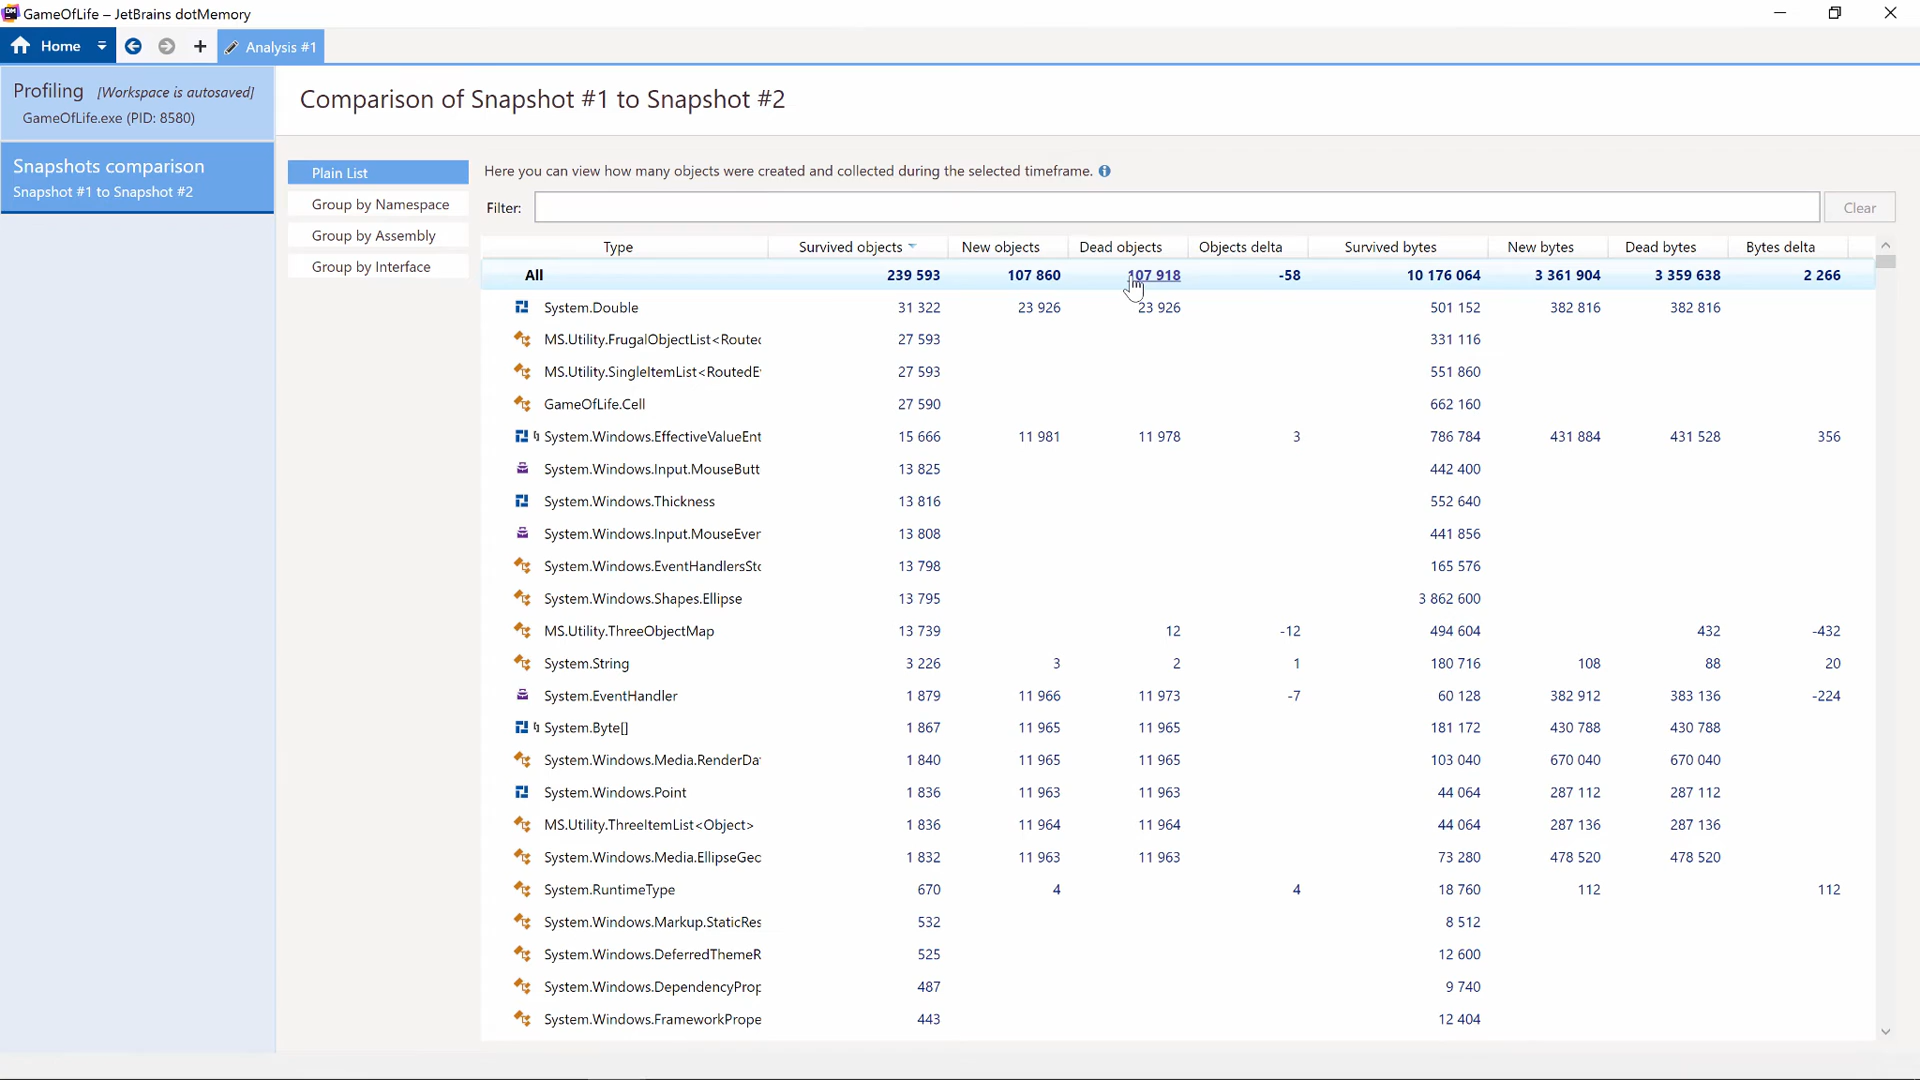 GameOfLife – JetBrains dotMemory
Home
Analysis #1
Profiling [Workspace is autosaved]
GameOfLife.exe (PID: 8580)
Snapshots comparison
Snapshot #1 to Snapshot #2
Comparison of Snapshot #1 to Snapshot #2
Plain List
Group by Namespace
Group by Assembly
Group by Interface
Here you can view how many objects were created and collected during the selected timeframe.
Filter: Clear
Type Survived objects New objects Dead objects Objects delta Survived bytes New bytes Dead bytes Bytes delta
All 239 593 107 860 107 918 -58 10 176 064 3 361 904 3 359 638 2 266
System.Double 31 322 23 926 23 926 501 152 382 816 382 816
MS.Utility.FrugalObjectList<Routec 27 593 331 116
MS.Utility.SingleItemList<RoutedE 27 593 551 860
GameOfLife.Cell 27 590 662 160
System.Windows.EffectiveValueEnt 15 666 11 981 11 978 3 786 784 431 884 431 528 356
System.Windows.Input.MouseButt 13 825 442 400
System.Windows.Thickness 13 816 552 640
System.Windows.Input.MouseEver 13 808 441 856
System.Windows.EventHandlersSto 13 798 165 576
System.Windows.Shapes.Ellipse 13 795 3 862 600
MS.Utility.ThreeObjectMap 13 739 12 -12 494 604 432 -432
System.String 3 226 3 2 1 180 716 108 88 20
System.EventHandler 1 879 11 966 11 973 -7 60 128 382 912 383 136 -224
System.Byte[] 1 867 11 965 11 965 181 172 430 788 430 788
System.Windows.Media.RenderDa 1 840 11 965 11 965 103 040 670 040 670 040
System.Windows.Point 1 836 11 963 11 963 44 064 287 112 287 112
MS.Utility.ThreeItemList<Object> 1 836 11 964 11 964 44 064 287 136 287 136
System.Windows.Media.EllipseGec 1 832 11 963 11 963 73 280 478 520 478 520
System.RuntimeType 670 4 4 18 760 112 112
System.Windows.Markup.StaticRes 532 8 512
System.Windows.DeferredThemeR 525 12 600
System.Windows.DependencyProp 487 9 740
System.Windows.FrameworkPrope 443 12 404